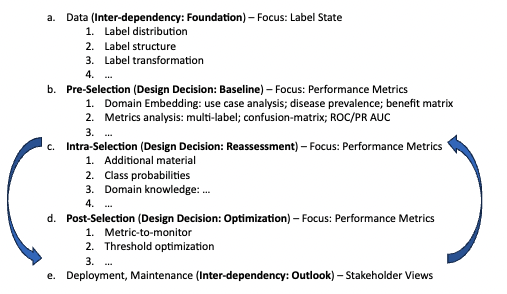 a. Data (Inter-dependency: Foundation) – Focus: Label State
1. Label distribution
2. Label structure
3. Label transformation
4. ...
b. Pre-Selection (Design Decision: Baseline) – Focus: Performance Metrics
1. Domain Embedding: use case analysis; disease prevalence; benefit matrix
2. Metrics analysis: multi-label; confusion-matrix; ROC/PR AUC
3. ...
c. Intra-Selection (Design Decision: Reassessment) – Focus: Performance Metrics
1. Additional material
2. Class probabilities
3. Domain knowledge: ...
4. ...
d. Post-Selection (Design Decision: Optimization) – Focus: Performance Metrics
1. Metric-to-monitor
2. Threshold optimization
3. ...
e. Deployment, Maintenance (Inter-dependency: Outlook) – Stakeholder Views